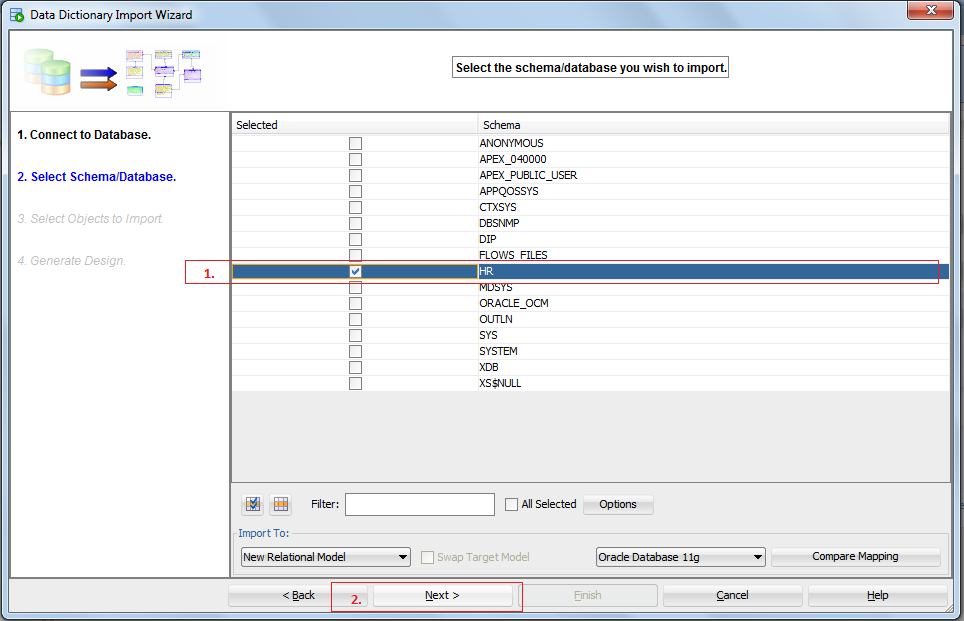 Data Dictionary Import Wizard
Select the schema/database you wish to import.
1. Connect to Database.
2. Select Schema/Database.
3. Select Objects to Import.
4. Generate Design.
Selected Schema
ANONYMOUS
APEX_040000
APEX_PUBLIC_USER
APPQOSSYS
CTXSYS
DBSNMP
DIP
FLOWS_FILES
1. HR
MDSYS
ORACLE_OCM
OUTLN
SYS
SYSTEM
XDB
XS$NULL
Filter: All Selected Options
Import To:
New Relational Model Swap Target Model Oracle Database 11g Compare Mapping
< Back 2. Next > Finish Cancel Help